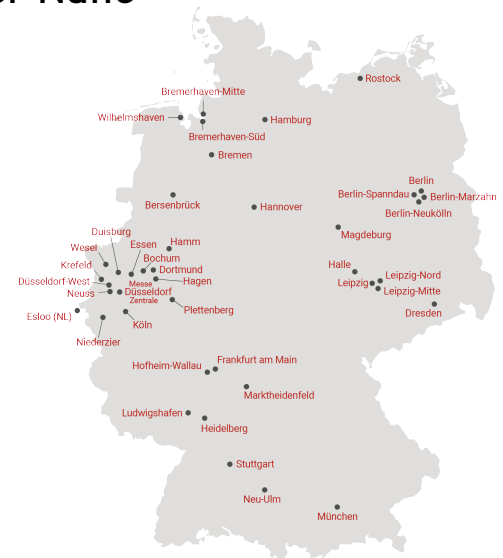 Rostock
Bremerhaven-Mitte
Wilhelmshaven
Hamburg
Bremerhaven-Süd
Bremen
Berlin
Berlin-Spanndau
Berlin-Marzahn
Bersenbrück
Hannover
Berlin-Neukölln
Duisburg
Magdeburg
Essen
Hamm
Wesel
Bochum
Krefeld
Dortmund
Halle
Leipzig-Nord
Düsseldorf-West
Messe
Hagen
Leipzig
Neuss
Düsseldorf
Leipzig-Mitte
Zentrale
Plettenberg
Esloo (NL)
Dresden
Köln
Niederzier
Frankfurt am Main
Hofheim-Wallau
Marktheidenfeld
Ludwigshafen
Heidelberg
Stuttgart
Neu-Ulm
München